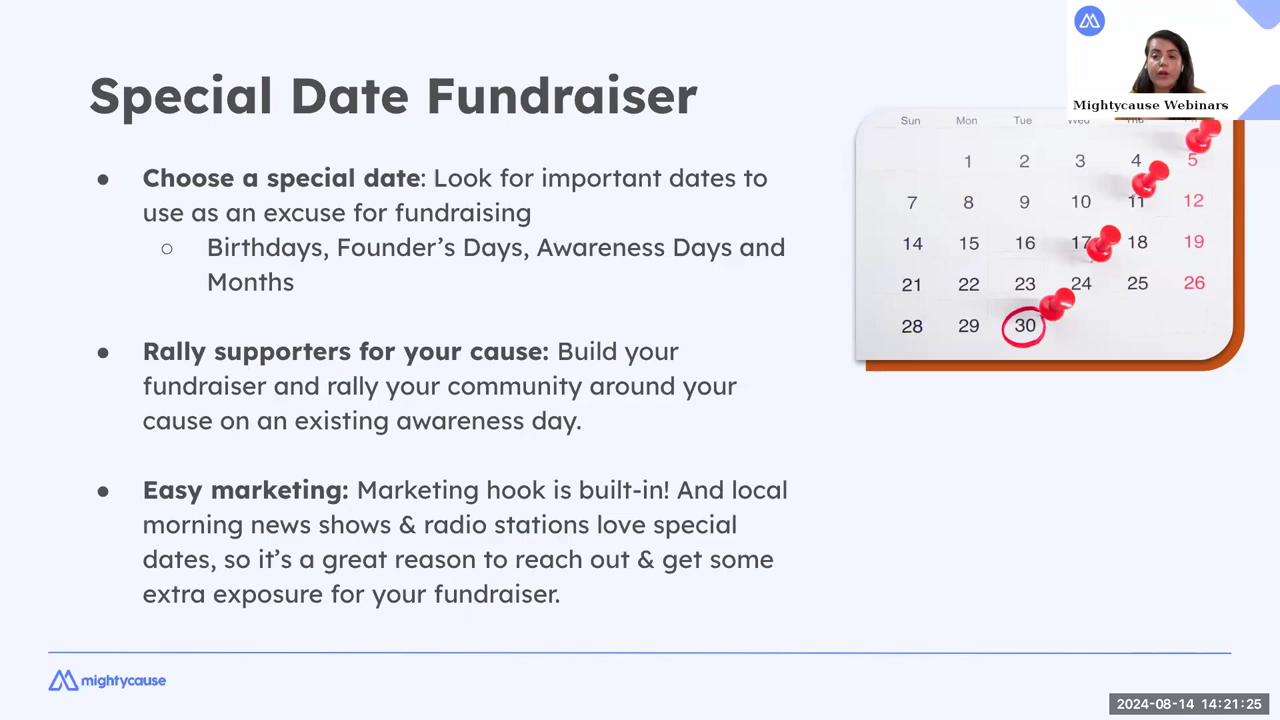 Special Date Fundraiser
● Choose a special date: Look for important dates to
use as an excuse for fundraising
○ Birthdays, Founder’s Days, Awareness Days and
Months
● Rally supporters for your cause: Build your
fundraiser and rally your community around your
cause on an existing awareness day.
● Easy marketing: Marketing hook is built-in! And local
morning news shows & radio stations love special
dates, so it’s a great reason to reach out & get some
extra exposure for your fundraiser.
Mightycause Webinars
Sun Mon Tue Wed Thu
1 2 3 4 5
7 8 9 10 11 12
14 15 16 17 18 19
21 22 23 24 25 26
28 29 30
mightycause
2024-08-14 14:21:25